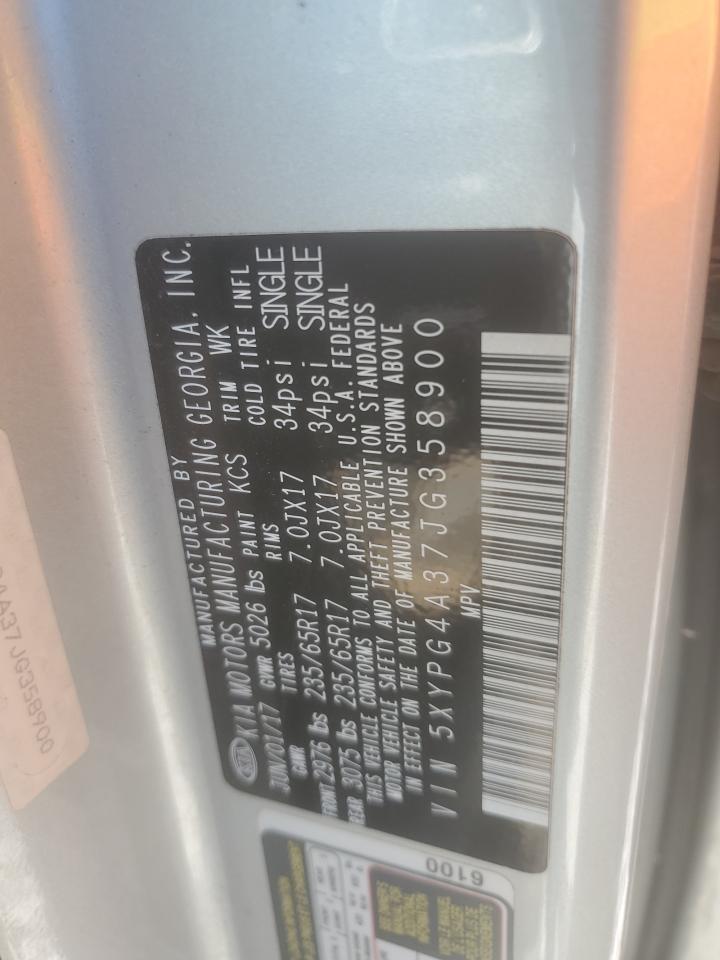 MANUFACTURED BY
KIA KIA MOTORS MANUFACTURING GEORGIA, INC.
JUN/01/17 GVWR 5026 lbs PAINT KCS TRIM WK
GAWR TIRES RIMS COLD TIRE INFL
FRONT 2976 lbs 235/65R17 7.0JX17 34psi SINGLE
REAR 3075 lbs 235/65R17 7.0JX17 34psi SINGLE
THIS VEHICLE CONFORMS TO ALL APPLICABLE U.S.A. FEDERAL
MOTOR VEHICLE SAFETY AND THEFT PREVENTION STANDARDS
IN EFFECT ON THE DATE OF MANUFACTURE SHOWN ABOVE
VIN 5XYPG4A37JG358900
MPV
4A37JG358900
6100